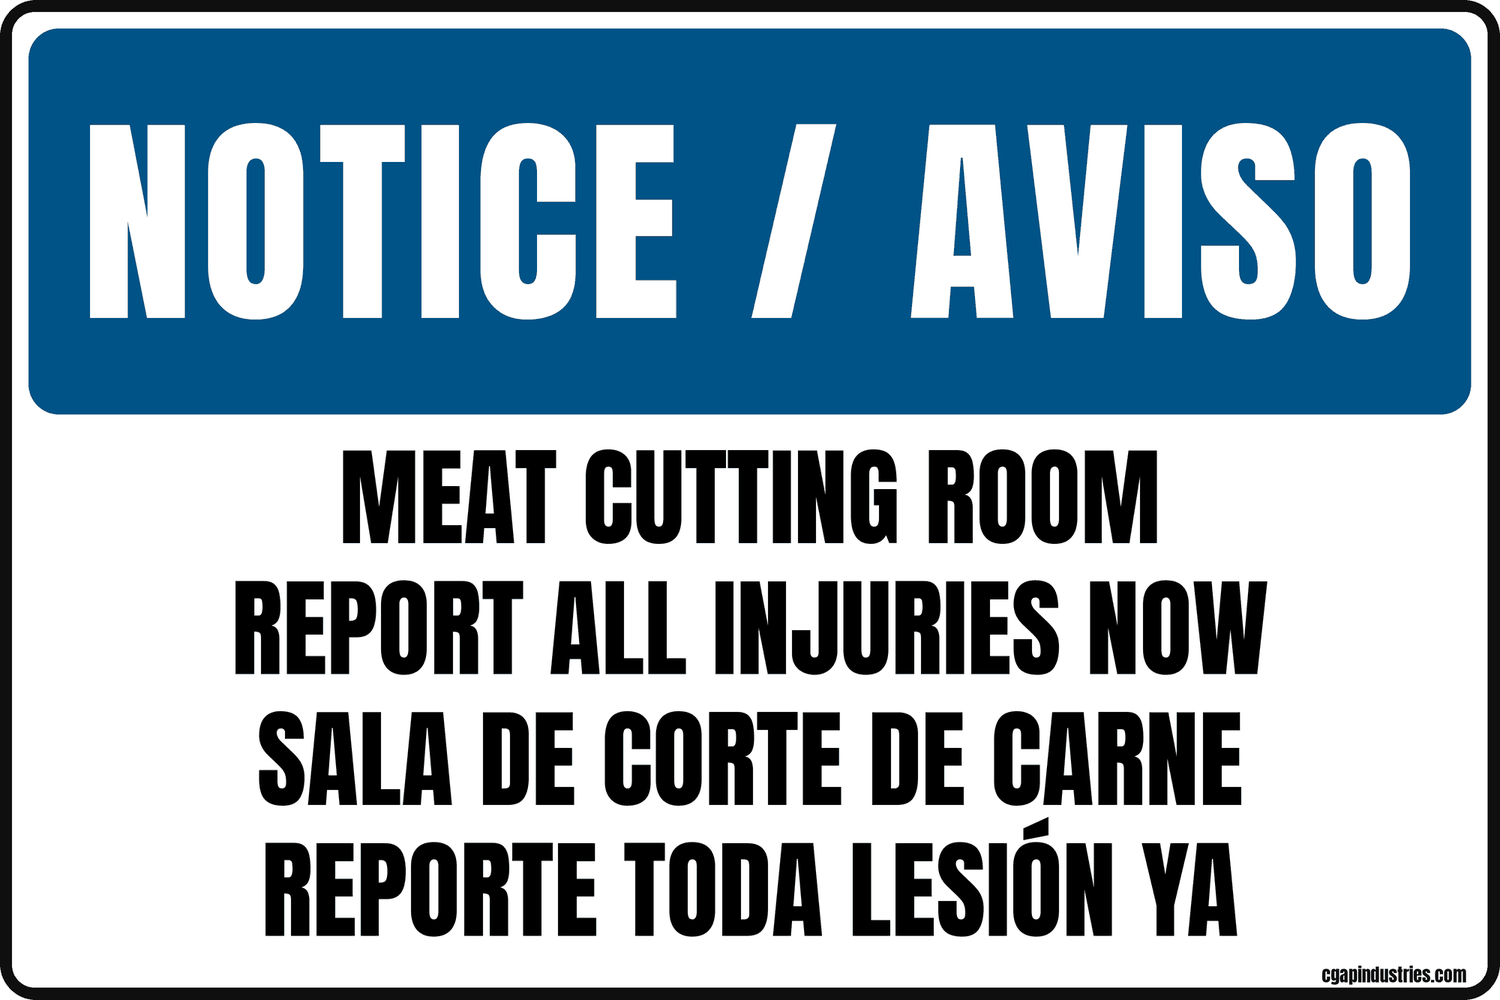 NOTICE / AVISO
MEAT CUTTING ROOM
REPORT ALL INJURIES NOW
SALA DE CORTE DE CARNE
REPORTE TODA LESIÓN YA
cgapindustries.com